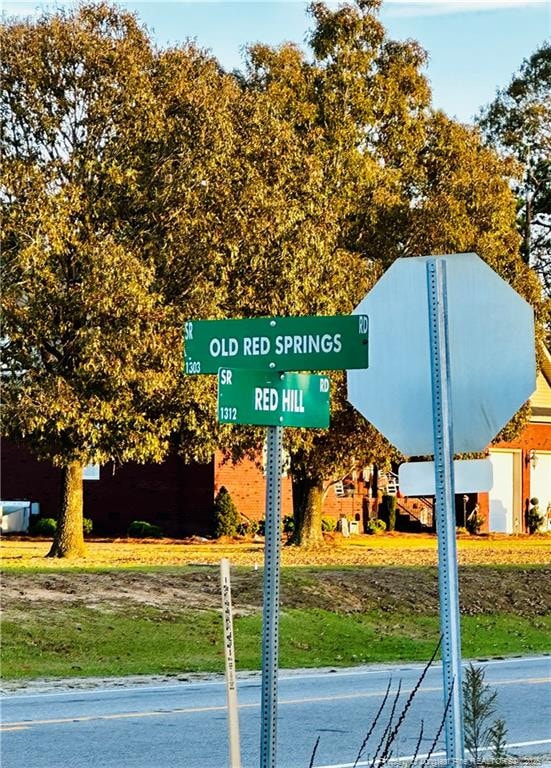 SR OLD RED SPRINGS RD
1303
SR RED HILL RD
1312